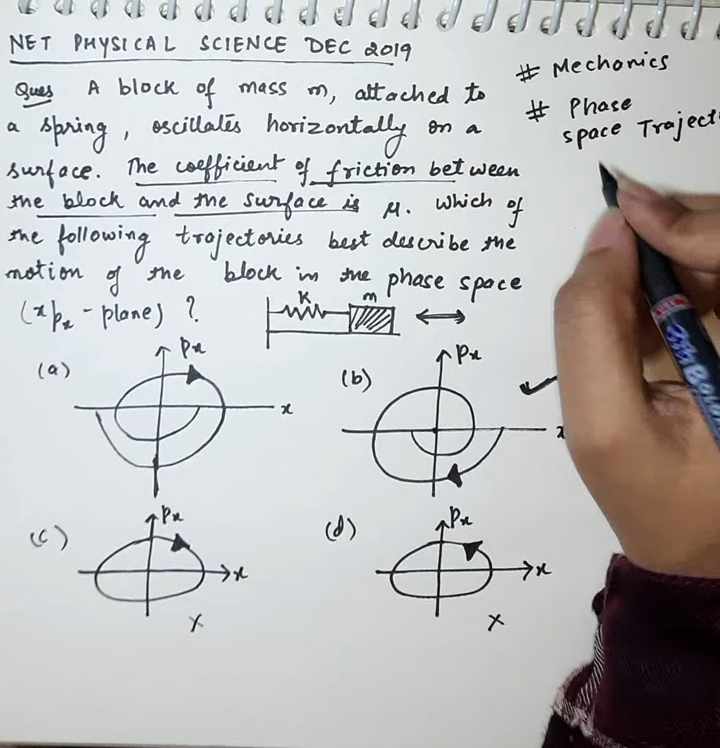 NET PHYSICAL SCIENCE DEC 2019
# Mechanics
# Phase
space Traject
Ques A block of mass m, attached to
a spring, oscillates horizontally on a
surface. The coefficient of friction between
the block and the surface is μ. which of
the following trajectories best describe the
motion of the block in the phase space
(xpx - plane) ?
K
m
(a)
px
x
(b)
px
x
(c)
px
x
x
(d)
px
x
x